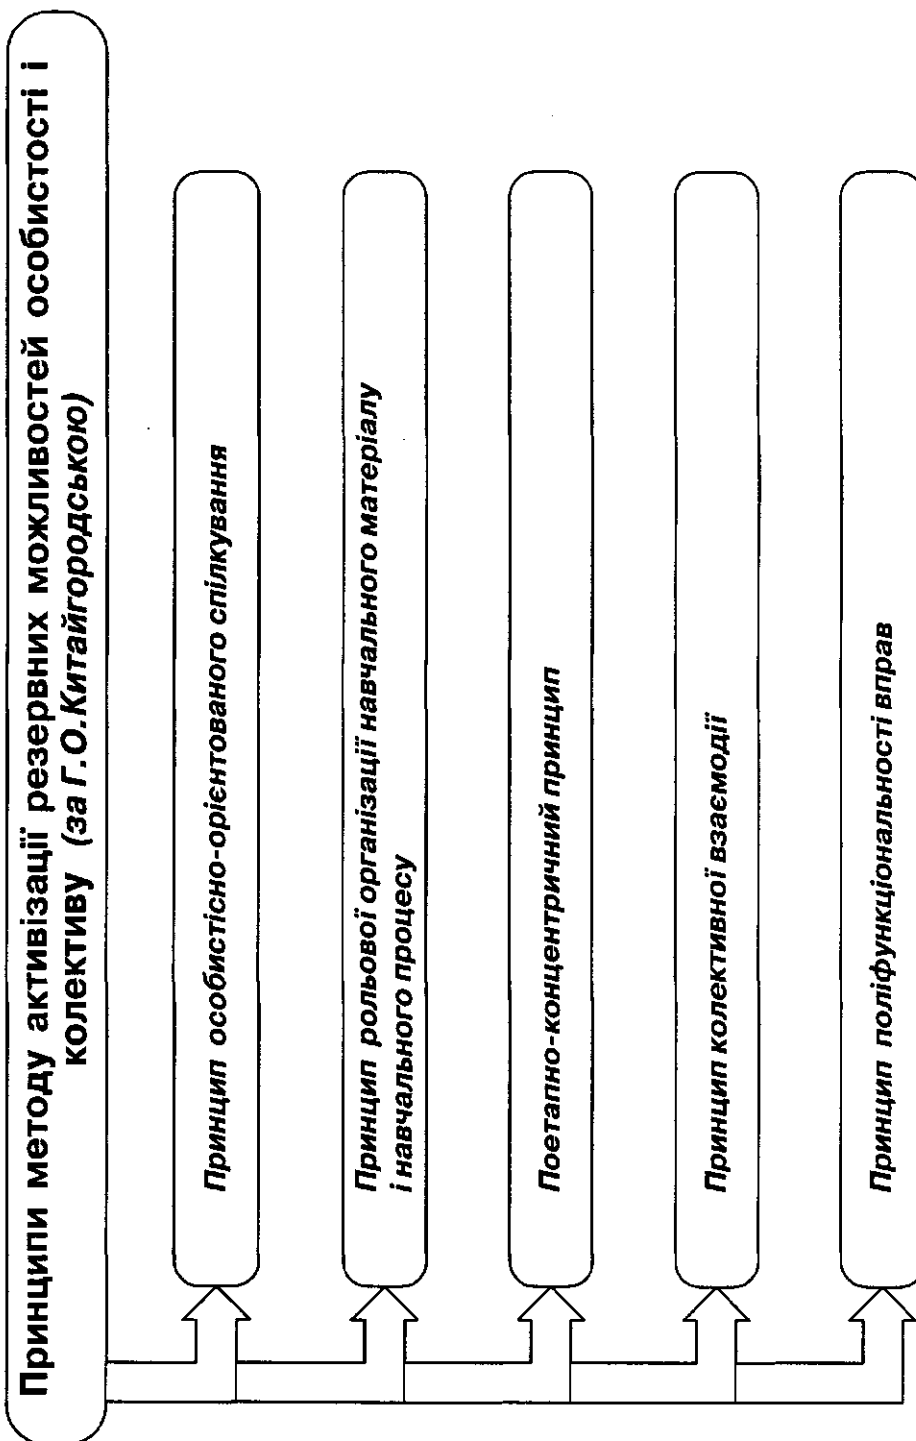 Принципи методу активізації резервних можливостей особистості і
колективу (за Г.О.Китайгородською)
Принцип особистісно-орієнтованого спілкування
Принцип рольової організації навчального матеріалу
і навчального процесу
Поетапно-концентричний принцип
Принцип колективної взаємодії
Принцип поліфункціональності вправ